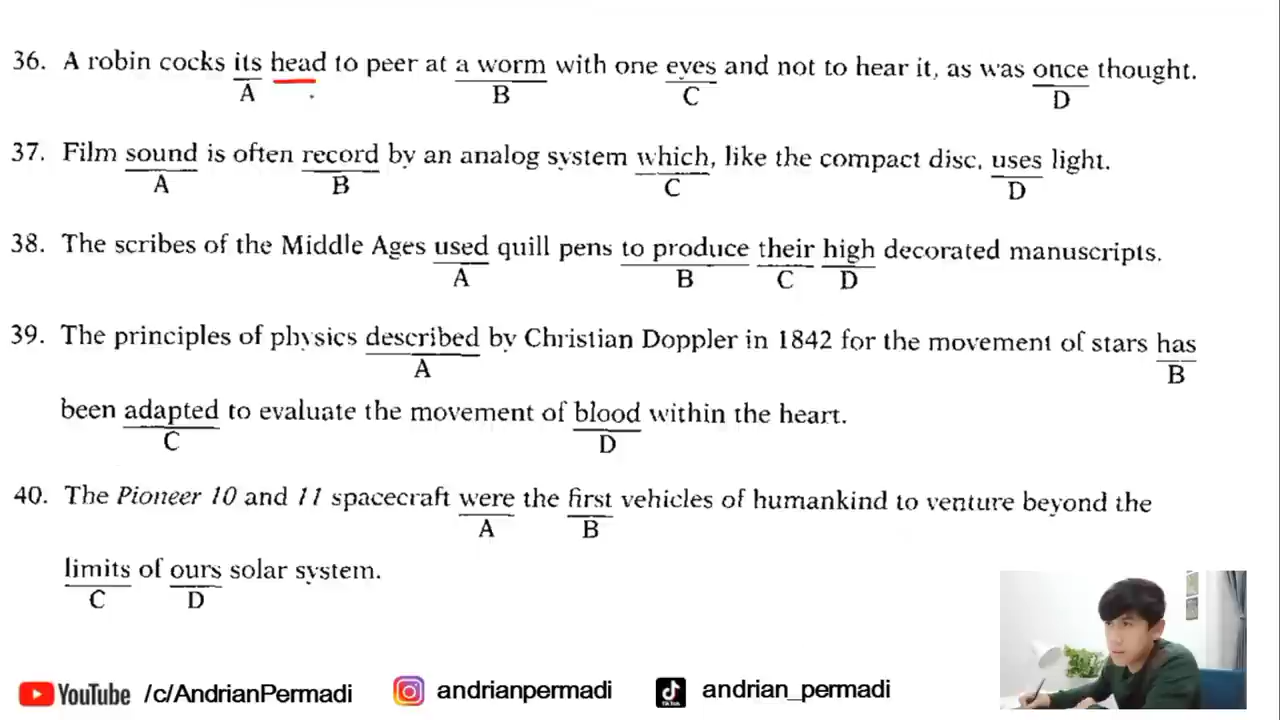 36. A robin cocks its head to peer at a worm with one eyes and not to hear it, as was once thought.
A B C D
37. Film sound is often record by an analog system which, like the compact disc, uses light.
A B C D
38. The scribes of the Middle Ages used quill pens to produce their high decorated manuscripts.
A B C D
39. The principles of physics described by Christian Doppler in 1842 for the movement of stars has
A B
been adapted to evaluate the movement of blood within the heart.
C D
40. The Pioneer 10 and 11 spacecraft were the first vehicles of humankind to venture beyond the
A B
limits of ours solar system.
C D
YouTube /c/AndrianPermadi andrianpermadi andrian_permadi